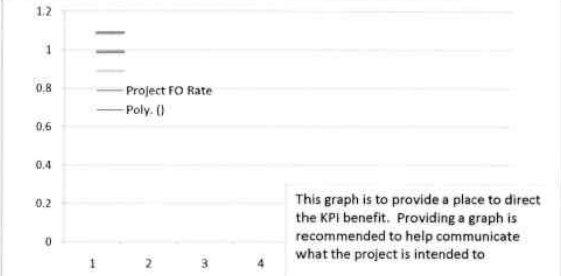 1.2
1
0.8
Project FO Rate
Poly. ()
0.6
0.4
0.2
0
1 2 3 4
This graph is to provide a place to direct
the KPI benefit. Providing a graph is
recommended to help communicate
what the project is intended to